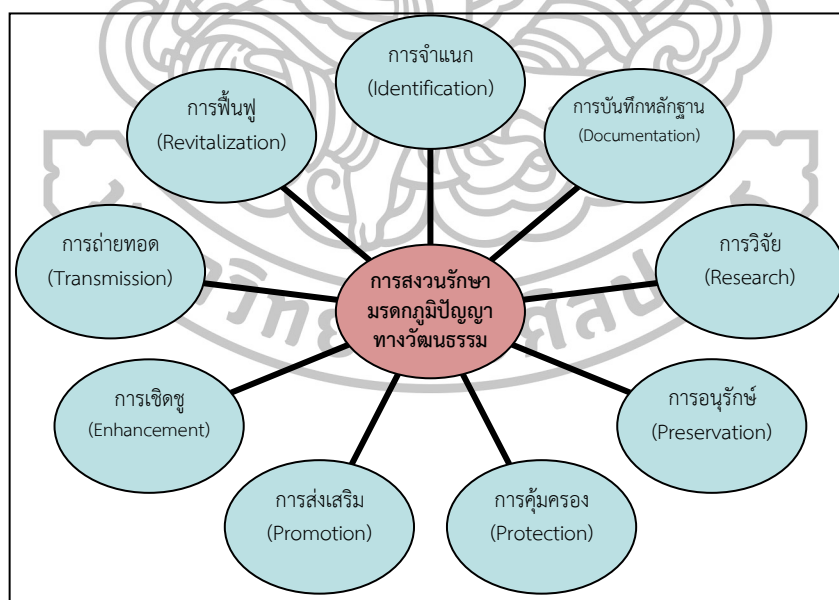 การจำแนก
(Identification)
การบันทึกหลักฐาน
(Documentation)
การวิจัย
(Research)
การอนุรักษ์
(Preservation)
การคุ้มครอง
(Protection)
การส่งเสริม
(Promotion)
การเชิดชู
(Enhancement)
การถ่ายทอด
(Transmission)
การฟื้นฟู
(Revitalization)
การสงวนรักษา
มรดกภูมิปัญญา
ทางวัฒนธรรม